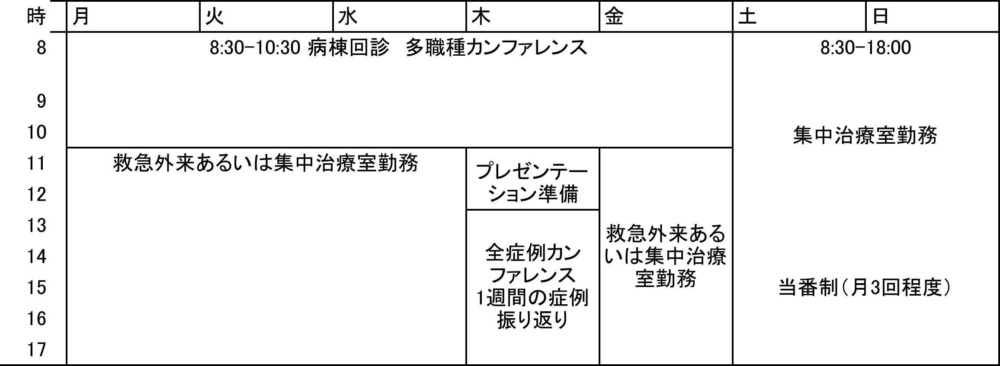 時 月 火 水 木 金 土 日
8 8:30-10:30 病棟回診　多職種カンファレンス 8:30-18:00
9
10 集中治療室勤務
11 救急外来あるいは集中治療室勤務
プレゼンテー
12 ション準備
13 救急外来ある
14 全症例カン いは集中治療
ファレンス 室勤務
15 当番制（月3回程度）
1週間の症例
16 振り返り
17